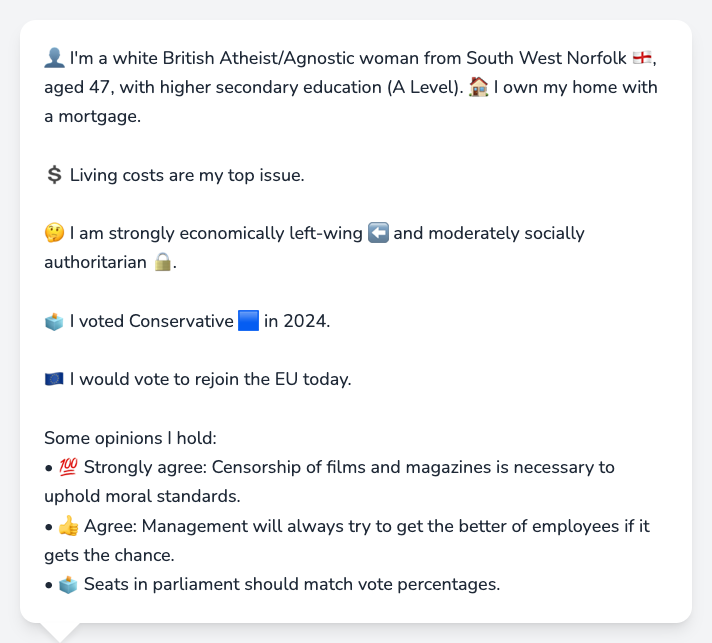 👤 I'm a white British Atheist/Agnostic woman from South West Norfolk 🏴󠁧󠁢󠁥󠁮󠁧󠁿,
aged 47, with higher secondary education (A Level). 🏠 I own my home with
a mortgage.
💲 Living costs are my top issue.
🤔 I am strongly economically left-wing ⬅️ and moderately socially
authoritarian 🔒.
🗳️ I voted Conservative 🟦 in 2024.
🇪🇺 I would vote to rejoin the EU today.
Some opinions I hold:
• 💯 Strongly agree: Censorship of films and magazines is necessary to
uphold moral standards.
• 👍 Agree: Management will always try to get the better of employees if it
gets the chance.
• 🗳️ Seats in parliament should match vote percentages.